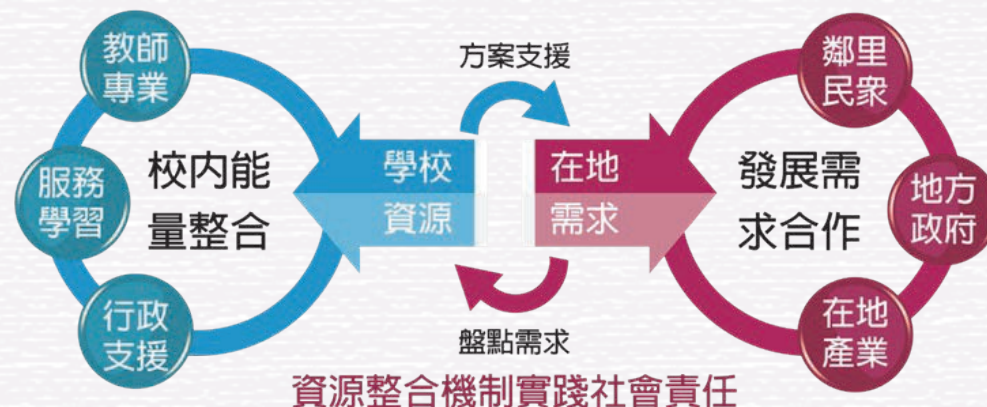 教師
專業
服務
學習
行政
支援
校內能
量整合
方案支援
學校
資源
在地
需求
盤點需求
發展需
求合作
鄰里
民眾
地方
政府
在地
產業
資源整合機制實踐社會責任